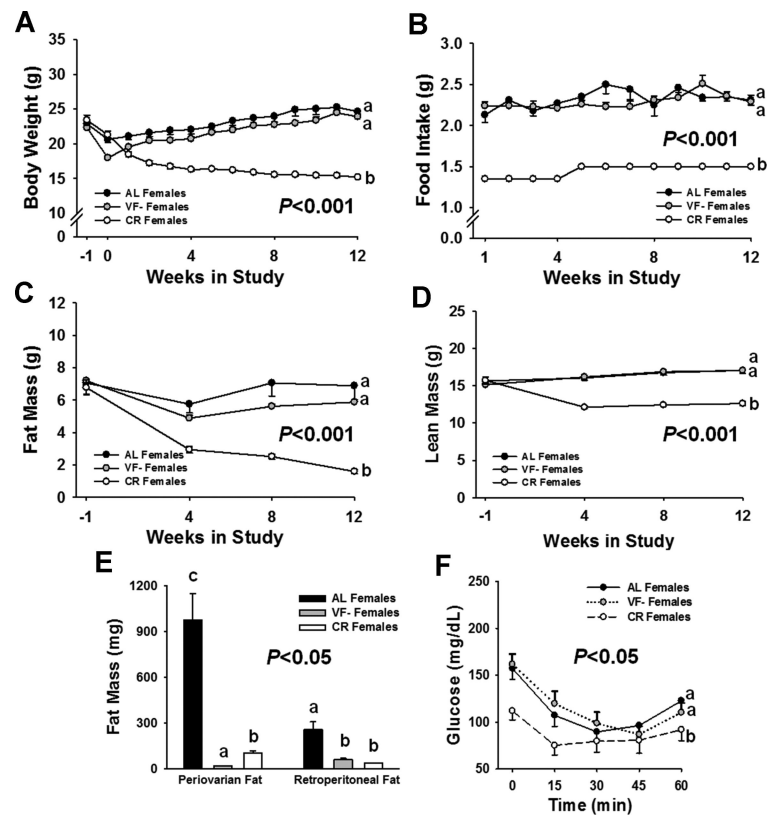 A
Body Weight (g)
35
30
25
20
15
0
a
a
b
AL Females
VF- Females
CR Females
P<0.001
-1 0 4 8 12
Weeks in Study
B
Food Intake (g)
3.0
2.5
2.0
1.5
1.0
0.0
a
a
b
P<0.001
AL Females
VF- Females
CR Females
1 4 8 12
Weeks in Study
C
Fat Mass (g)
12
10
8
6
4
2
0
a
a
b
P<0.001
AL Females
VF- Females
CR Females
-1 4 8 12
Weeks in Study
D
Lean Mass (g)
25
20
15
10
5
0
a
a
b
P<0.001
AL Females
VF- Females
CR Females
-1 4 8 12
Weeks in Study
E
Fat Mass (mg)
1200
900
600
300
0
c
a
b
a
b
b
AL Females
VF- Females
CR Females
P<0.05
Periovarian Fat Retroperitoneal Fat
F
Glucose (mg/dL)
250
200
150
100
50
AL Females
VF- Females
CR Females
P<0.05
a
a
b
0 15 30 45 60
Time (min)